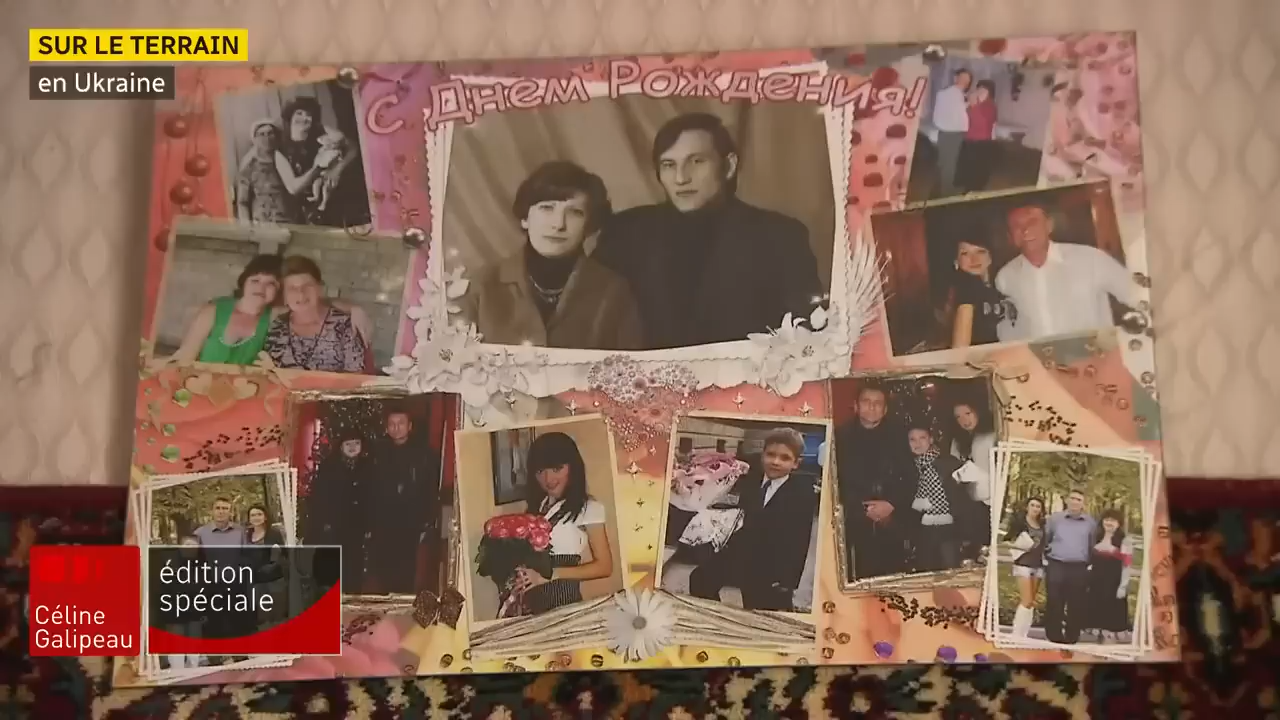 SUR LE TERRAIN
en Ukraine
С Днем Рождения!
édition
spéciale
Céline
Galipeau